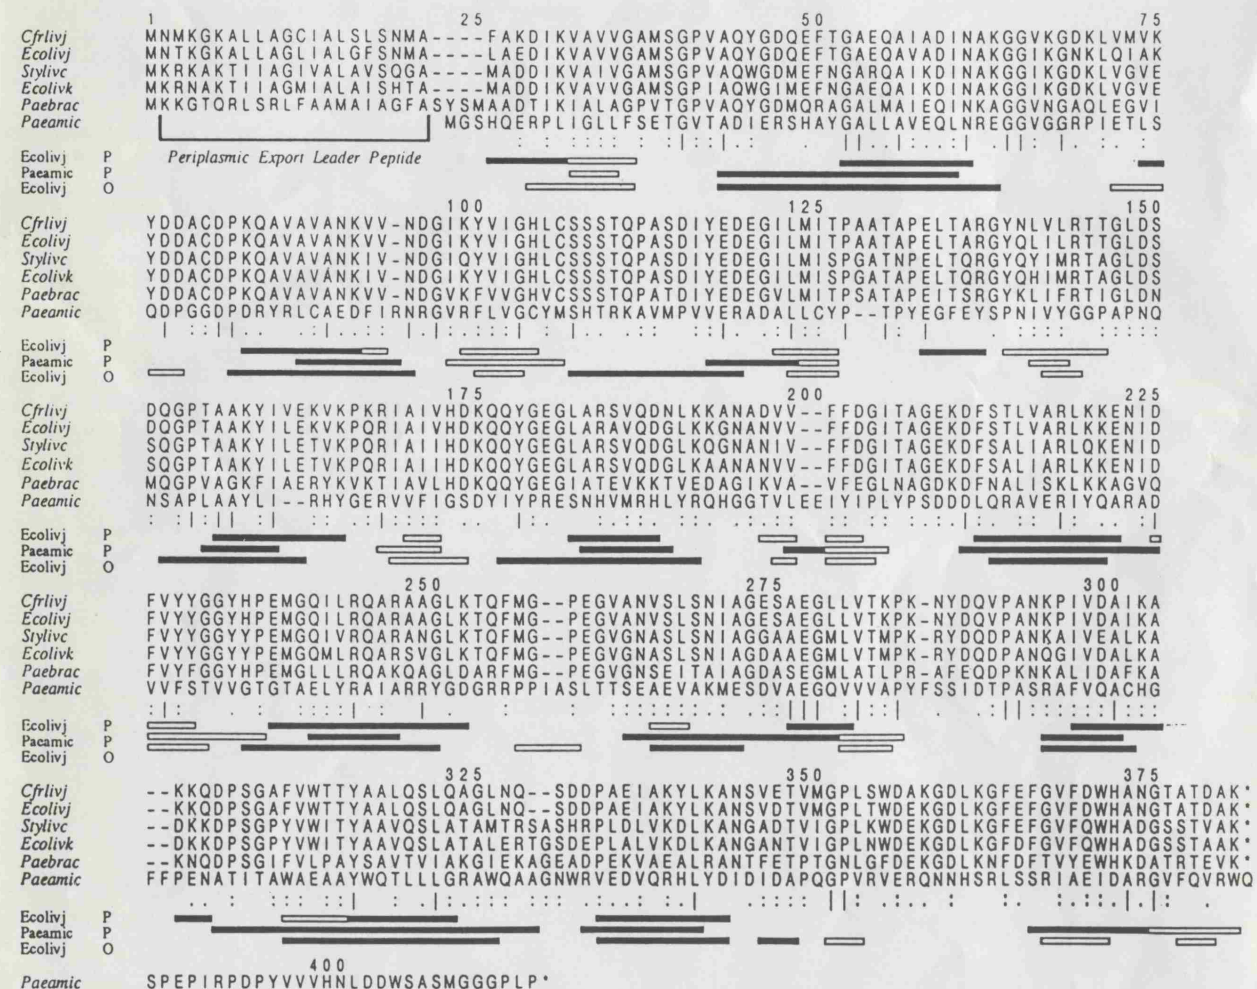 1 25 50 75
Cfrlivj MNMKGKALLAGCIALSLSNMA----FAKDIKVAVVGAMSGPVAQYGDQEFTGAEQAIADINAKGGVKGDKLVMVK
Ecolivj MNTKGKALLAGLIALGFSNMA----LAEDIKVAVVGAMSGPVAQYGDQEFTGAEQAVADINAKGGIKGNKLQIAK
Stylivc MKRKAKTIIAGIVALAVSQGA----MADDIKVAIVGAMSGPVAQWGDMEFNGARQAIKDINAKGGIKGDKLVGVE
Ecolivk MKRNAKTIIAGMIALAISHTA----MADDIKVAVVGAMSGPIAQWGIMEFNGAEQAIKDINAKGGIKGDKLVGVE
Paebrac MKKGTQRLSRLFAAMAIAGFASYSMAADTIKIALAGPVTGPVAQYGDMQRAGALMAIEQINKAGGVNGAQLEGVI
Paeamic MGSHQERPLIGLLFSETGVTADIERSHAYGALLAVEQLNREGGVGGRPIETLS
Periplasmic Export Leader Peptide
Ecolivj P
Paeamic P
Ecolivj O
100 125 150
Cfrlivj YDDACDPKQAVAVANKVV-NDGIKYVIGHLCSSSTQPASDIYEDEGILMITPAATAPELTARGYNLVLRTTGLDS
Ecolivj YDDACDPKQAVAVANKVV-NDGIKYVIGHLCSSSTQPASDIYEDEGILMITPAATAPELTARGYQLILRTTGLDS
Stylivc YDDACDPKQAVAVANKIV-NDGIQYVIGHLCSSSTQPASDIYEDEGILMISPGATNPELTQRGYQYIMRTAGLDS
Ecolivk YDDACDPKQAVAVANKIV-NDGIKYVIGHLCSSSTQPASDIYEDEGILMISPGATAPELTQRGYQHIMRTAGLDS
Paebrac YDDACDPKQAVAVANKVV-NDGVKFVVGHVCSSSTQPATDIYEDEGVLMITPSATAPEITSRGYKLIFRTIGLDN
Paeamic QDPGGDPDRYRLCAEDFIRNRGVRFLVGCYMSHTRKAVMPVVERADALLCYP--TPYEGFEYSPNIVYGGPAPNQ
Ecolivj P
Paeamic P
Ecolivj O
175 200 225
Cfrlivj DQGPTAAKYIVEKVKPKRIAIVHDKQQYGEGLARSVQDNLKKANADVV--FFDGITAGEKDFSTLVARLKKENID
Ecolivj DQGPTAAKYILEKVKPQRIAIVHDKQQYGEGLARAVQDGLKKGNANVV--FFDGITAGEKDFSTLVARLKKENID
Stylivc SQGPTAAKYILETVKPQRIAIIHDKQQYGEGLARSVQDGLKQGNANIV--FFDGITAGEKDFSALIARLQKENID
Ecolivk SQGPTAAKYILETVKPQRIAIIHDKQQYGEGLARSVQDGLKAANANVV--FFDGITAGEKDFSALIARLKKENID
Paebrac MQGPVAGKFIAERYKVKTIAVLHDKQQYGEGIATEVKKTVEDAGIKVA--VFEGLNAGDKDFNALISKLKKAGVQ
Paeamic NSAPLAAYLI--RHYGERVVFIGSDYIYPRESNHVMRHLYRQHGGTVLEEIYIPLYPSDDDLQRAVERIYQARAD
Ecolivj P
Paeamic P
Ecolivj O
250 275 300
Cfrlivj FVYYGGYHPEMGQILRQARAAGLKTQFMG--PEGVANVSLSNIAGESAEGLLVTKPK-NYDQVPANKPIVDAIKA
Ecolivj FVYYGGYHPEMGQILRQARAAGLKTQFMG--PEGVANVSLSNIAGESAEGLLVTKPK-NYDQVPANKPIVDAIKA
Stylivc FVYYGGYYPEMGQIVRQARANGLKTQFMG--PEGVGNASLSNIAGGAAEGMLVTMPK-RYDQDPANKAIVEALKA
Ecolivk FVYYGGYYPEMGQMLRQARSVGLKTQFMG--PEGVGNASLSNIAGDAAEGMLVTMPK-RYDQDPANQGIVDALKA
Paebrac FVYFGGYHPEMGLLLRQAKQAGLDARFMG--PEGVGNSEITAIAGDASEGMLATLPR-AFEQDPKNKALIDAFKA
Paeamic VVFSTVVGTGTAELYRAIARRYGDGRRPPIASLTTSEAEVAKMESDVAEGQVVVAPYFSSIDTPASRAFVQACHG
Ecolivj P
Paeamic P
Ecolivj O
325 350 375
Cfrlivj --KKQDPSGAFVWTTYAALQSLQAGLNQ--SDDPAEIAKYLKANSVETVMGPLSWDAKGDLKGFEFGVFDWHANGTATDAK*
Ecolivj --KKQDPSGAFVWTTYAALQSLQAGLNQ--SDDPAEIAKYLKANSVDTVMGPLTWDEKGDLKGFEFGVFDWHANGTATDAK*
Stylivc --DKKDPSGPYVWITYAAVQSLATAMTRSASHRPLDLVKDLKANGADTVIGPLKWDEKGDLKGFEFGVFQWHADGSSTVAK*
Ecolivk --DKKDPSGPYVWITYAAVQSLATALERTGSDEPLALVKDLKANGANTVIGPLNWDEKGDLKGFDFGVFQWHADGSSTAAK*
Paebrac --KNQDPSGIFVLPAYSAVTVIAKGIEKAGEADPEKVAEALRANTFETPTGNLGFDEKGDLKNFDFTVYEWHKDATRTEVK*
Paeamic FFPENATITAWAEAAYWQTLLLGRAWQAAGNWRVEDVQRHLYDIDIDAPQGPVRVERQNNHSRLSSRIAEIDARGVFQVRWQ
Ecolivj P
Paeamic P
Ecolivj O
400
Paeamic SPEPIRPDPYVVVHNLDDWSASMGGGPLP*